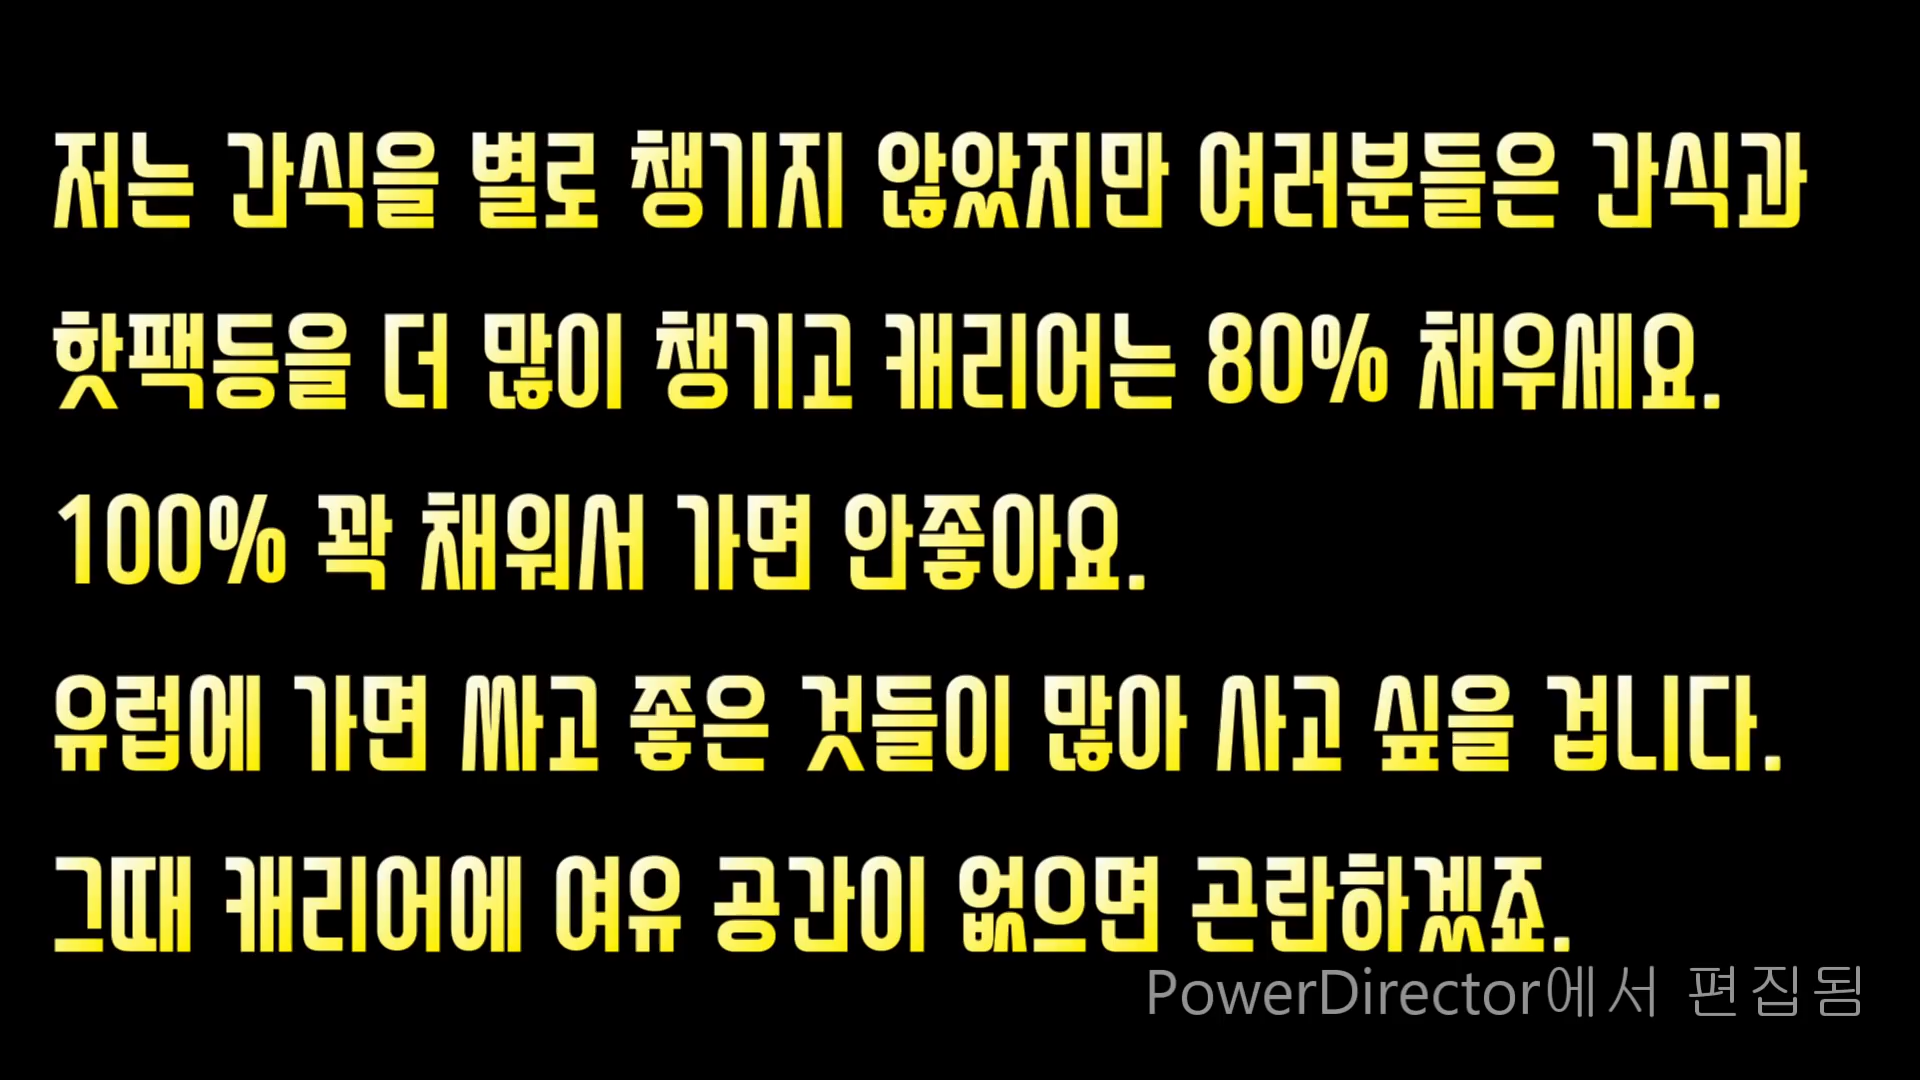 저는 간식을 별로 챙기지 않았지만 여러분들은 간식과
핫팩등을 더 많이 챙기고 캐리어는 80% 채우세요.
100% 꽉 채워서 가면 안좋아요.
유럽에 가면 싸고 좋은 것들이 많아 사고 싶을 겁니다.
그때 캐리어에 여유 공간이 없으면 곤란하겠죠.
PowerDirector에서 편집됨